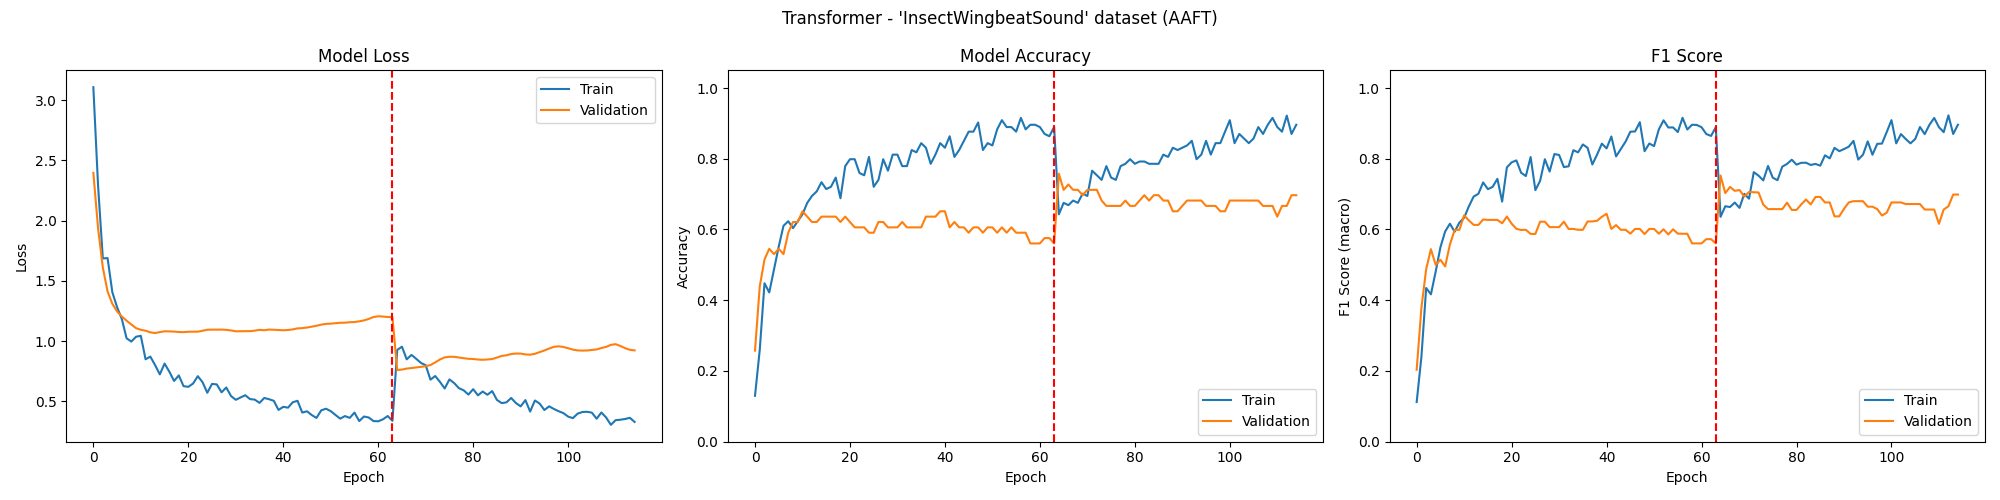 Transformer - 'InsectWingbeatSound' dataset (AAFT)
Model Loss
Loss
3.0
2.5
2.0
1.5
1.0
0.5
0 20 40 60 80 100
Epoch
Train
Validation
Model Accuracy
Accuracy
1.0
0.8
0.6
0.4
0.2
0.0
0 20 40 60 80 100
Epoch
Train
Validation
F1 Score
F1 Score (macro)
1.0
0.8
0.6
0.4
0.2
0.0
0 20 40 60 80 100
Epoch
Train
Validation